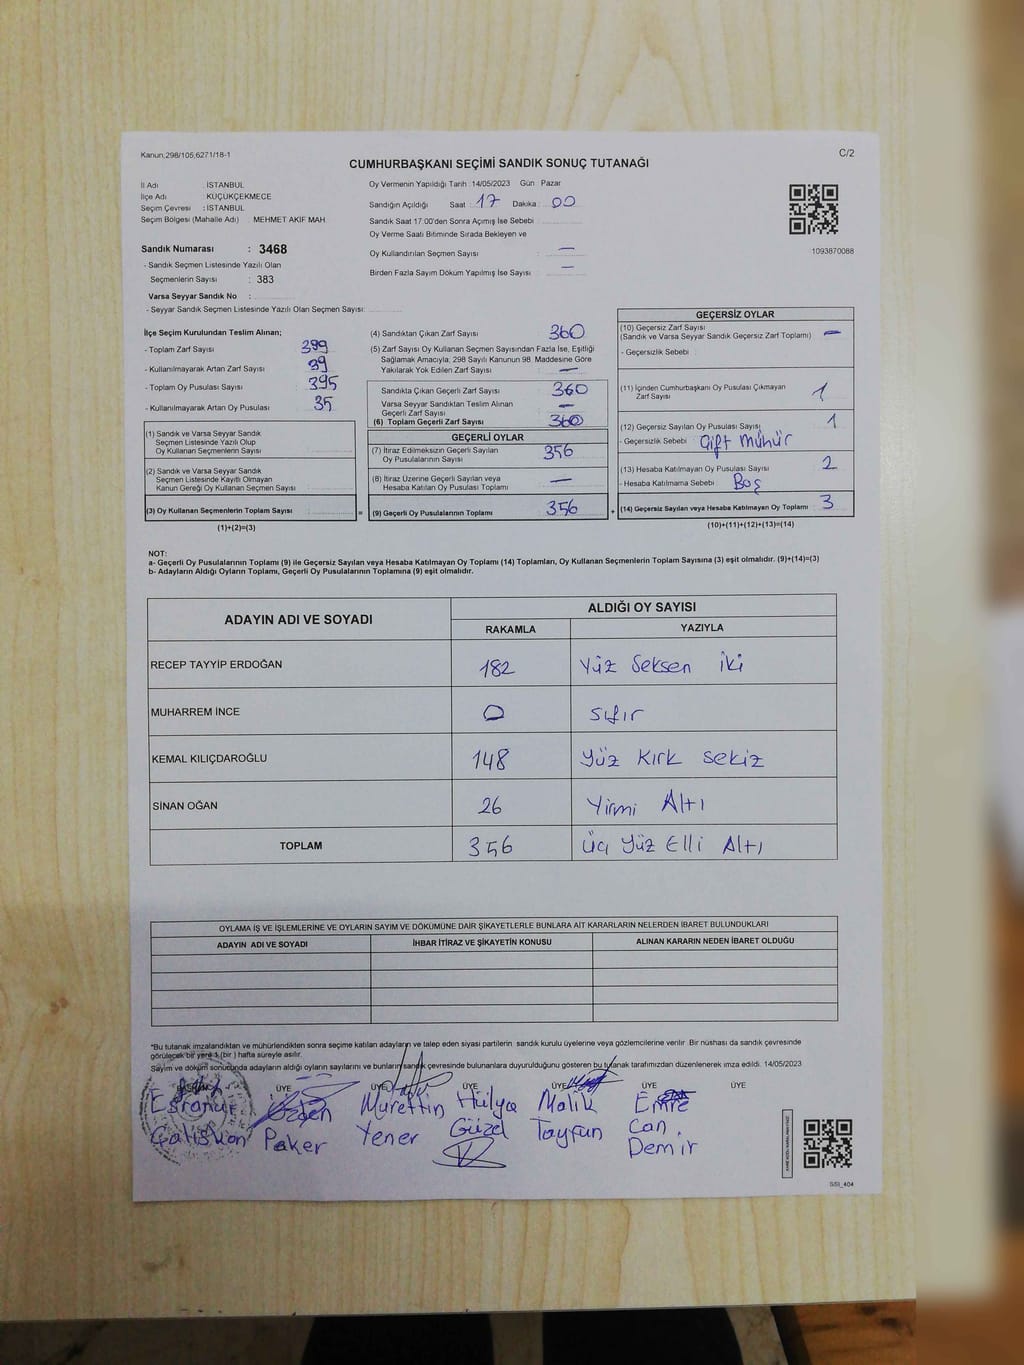 Kanun,298/105,6271/18-1
C/2
CUMHURBAŞKANI SEÇİMİ SANDIK SONUÇ TUTANAĞI
İl Adı : İSTANBUL
İlçe Adı : KÜÇÜKÇEKMECE
Seçim Çevresi : İSTANBUL
Seçim Bölgesi (Mahalle Adı) MEHMET AKİF MAH.
Sandık Numarası : 3468
- Sandık Seçmen Listesinde Yazılı Olan
Seçmenlerin Sayısı : 383
Varsa Seyyar Sandık No :
- Seyyar Sandık Seçmen Listesinde Yazılı Olan Seçmen Sayısı:
Oy Vermenin Yapıldığı Tarih :14/05/2023 Gün Pazar
Sandığın Açıldığı Saat : 17 Dakika : 00
Sandık Saat 17:00'den Sonra Açımış İse Sebebi
Oy Verme Saati Bitiminde Sırada Bekleyen ve
Oy Kullandırılan Seçmen Sayısı : —
Birden Fazla Sayım Döküm Yapılmış İse Sayısı : —
1093870088
İlçe Seçim Kurulundan Teslim Alınan;
- Toplam Zarf Sayısı : 399
- Kullanılmayarak Artan Zarf Sayısı : 39
- Toplam Oy Pusulası Sayısı : 395
- Kullanılmayarak Artan Oy Pusulası : 35
(1) Sandık ve Varsa Seyyar Sandık
Seçmen Listesinde Yazılı Olup
Oy Kullanan Seçmenlerin Sayısı :
(2) Sandık ve Varsa Seyyar Sandık
Seçmen Listesinde Kayıtlı Olmayan
Kanun Gereği Oy Kullanan Seçmen Sayısı :
(3) Oy Kullanan Seçmenlerin Toplam Sayısı :
(1)+(2)=(3)
(4) Sandıktan Çıkan Zarf Sayısı : 360
(5) Zarf Sayısı Oy Kullanan Seçmen Sayısından Fazla İse, Eşitliği
Sağlamak Amacıyla; 298 Sayılı Kanunun 98. Maddesine Göre
Yakılarak Yok Edilen Zarf Sayısı : —
Sandıkta Çıkan Geçerli Zarf Sayısı : 360
Varsa Seyyar Sandıktan Teslim Alınan
Geçerli Zarf Sayısı : —
(6) Toplam Geçerli Zarf Sayısı : 360
GEÇERLİ OYLAR
(7) İtiraz Edilmeksizin Geçerli Sayılan
Oy Pusulalarının Sayısı : 356
(8) İtiraz Üzerine Geçerli Sayılan veya
Hesaba Katılan Oy Pusulası Toplamı : —
= (9) Geçerli Oy Pusulalarının Toplamı : 356 +
GEÇERSİZ OYLAR
(10) Geçersiz Zarf Sayısı
(Sandık ve Varsa Seyyar Sandık Geçersiz Zarf Toplamı) : —
- Geçersizlik Sebebi :
(11) İçinden Cumhurbaşkanı Oy Pusulası Çıkmayan
Zarf Sayısı 1
(12) Geçersiz Sayılan Oy Pusulası Sayısı 1
- Geçersizlik Sebebi : Çift mühür
(13) Hesaba Katılmayan Oy Pusulası Sayısı 2
- Hesaba Katılmama Sebebi : Boş
(14) Geçersiz Sayılan veya Hesaba Katılmayan Oy Toplamı : 3
(10)+(11)+(12)+(13)=(14)
NOT:
a- Geçerli Oy Pusulalarının Toplamı (9) ile Geçersiz Sayılan veya Hesaba Katılmayan Oy Toplamı (14) Toplamları, Oy Kullanan Seçmenlerin Toplam Sayısına (3) eşit olmalıdır. (9)+(14)=(3)
b- Adayların Aldığı Oyların Toplamı, Geçerli Oy Pusulalarının Toplamına (9) eşit olmalıdır.
ADAYIN ADI VE SOYADI ALDIĞI OY SAYISI
RAKAMLA YAZIYLA
RECEP TAYYİP ERDOĞAN 182 Yüz Seksen iki
MUHARREM İNCE 0 Sıfır
KEMAL KILIÇDAROĞLU 148 Yüz Kırk Sekiz
SİNAN OĞAN 26 Yirmi Altı
TOPLAM 356 Üç Yüz Elli Altı
OYLAMA İŞ VE İŞLEMLERİNE VE OYLARIN SAYIM VE DÖKÜMÜNE DAİR ŞİKAYETLERLE BUNLARA AİT KARARLARIN NELERDEN İBARET BULUNDUKLARI
ADAYIN ADI VE SOYADI İHBAR İTİRAZ VE ŞİKAYETİN KONUSU ALINAN KARARIN NEDEN İBARET OLDUĞU
*Bu tutanak imzalandıktan ve mühürlendikten sonra seçime katılan adayların ve talep eden siyasi partilerin sandık kurulu üyelerine veya gözlemcilerine verilir. Bir nüshası da sandık çevresinde
görülecek bir yere 1 (bir) hafta süreyle asılır.
Sayım ve döküm sonucunda adayların aldığı oyların sayılarını ve bunların sandık çevresinde bulunanlara duyurulduğunu gösteren bu tutanak tarafımızdan düzenlenerek imza edildi. 14/05/2023
ÜYE ÜYE ÜYE ÜYE ÜYE ÜYE
Esranur Özden Nurettin Hülya Malik Emre
Çalışkan Paker Yener Güzel Tayfun Can
Demir
SSI_404